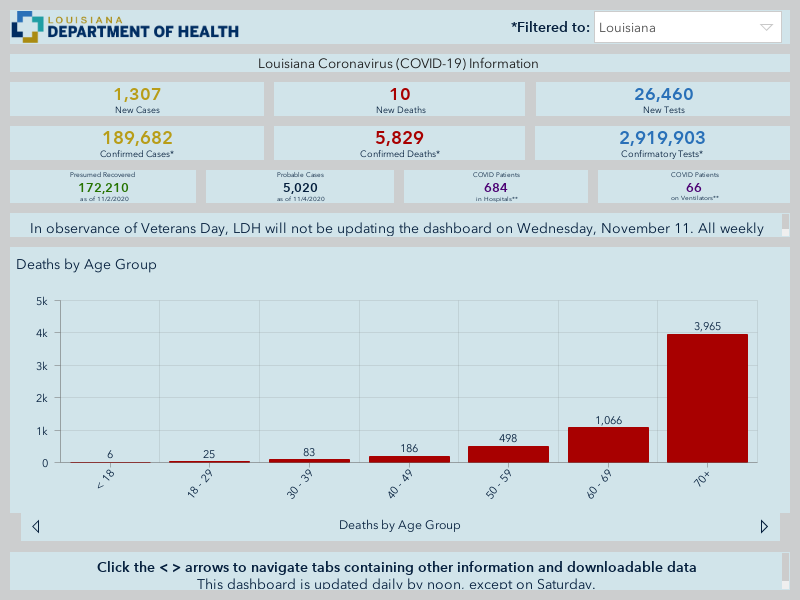 LOUISIANA
DEPARTMENT OF HEALTH
*Filtered to:
Louisiana
Louisiana Coronavirus (COVID-19) Information
1,307
New Cases
10
New Deaths
26,460
New Tests
189,682
Confirmed Cases*
5,829
Confirmed Deaths*
2,919,903
Confirmatory Tests*
Presumed Recovered
172,210
as of 11/2/2020
Probable Cases
5,020
as of 11/4/2020
COVID Patients
684
in Hospitals**
COVID Patients
66
on Ventilators**
In observance of Veterans Day, LDH will not be updating the dashboard on Wednesday, November 11. All weekly
Deaths by Age Group
5k
4k
3k
2k
1k
0
6
25
83
186
498
1,066
3,965
< 18
18 - 29
30 - 39
40 - 49
50 - 59
60 - 69
70+
Deaths by Age Group
Click the < > arrows to navigate tabs containing other information and downloadable data
This dashboard is updated daily by noon, except on Saturday.